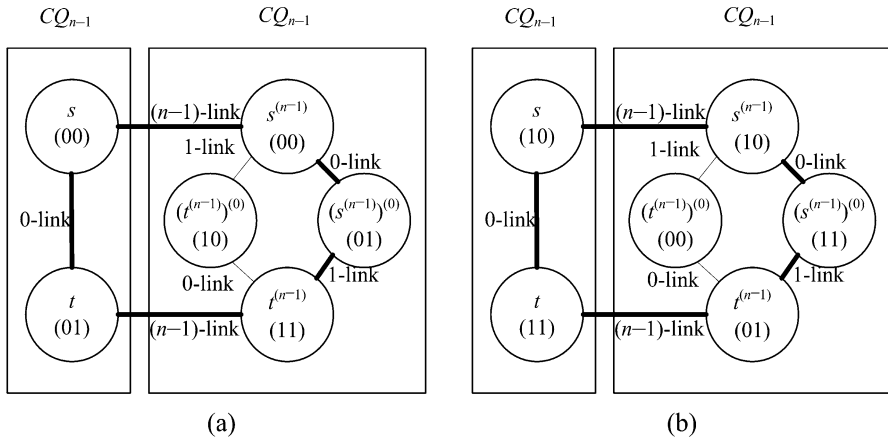 CQₙ₋₁ CQₙ₋₁
s
(00)
(n−1)-link
s⁽ⁿ⁻¹⁾
(00)
1-link
0-link
0-link
(t⁽ⁿ⁻¹⁾)⁽⁰⁾
(10)
(s⁽ⁿ⁻¹⁾)⁽⁰⁾
(01)
0-link
1-link
t
(01)
(n−1)-link
t⁽ⁿ⁻¹⁾
(11)
(a)
CQₙ₋₁ CQₙ₋₁
s
(10)
(n−1)-link
s⁽ⁿ⁻¹⁾
(10)
1-link
0-link
0-link
(t⁽ⁿ⁻¹⁾)⁽⁰⁾
(00)
(s⁽ⁿ⁻¹⁾)⁽⁰⁾
(11)
0-link
1-link
t
(11)
(n−1)-link
t⁽ⁿ⁻¹⁾
(01)
(b)